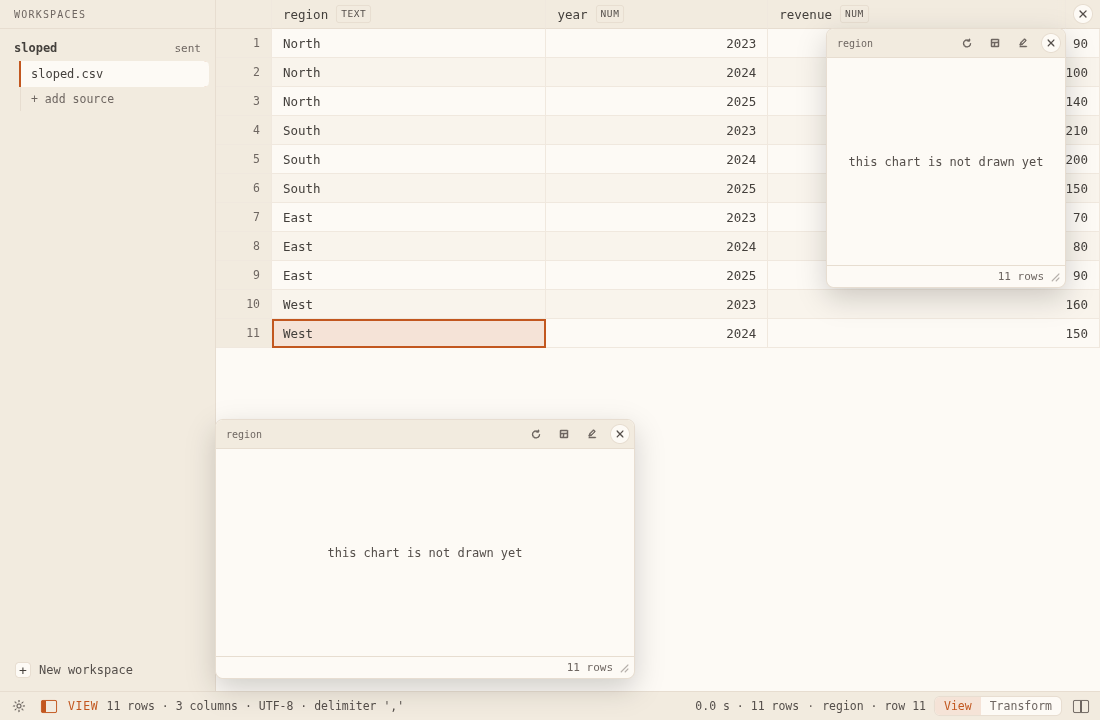 WORKSPACES
sloped sent
sloped.csv
+ add source
+ New workspace
region TEXT year NUM revenue NUM
1 North 2023 90
2 North 2024 100
3 North 2025 140
4 South 2023 210
5 South 2024 200
6 South 2025 150
7 East 2023 70
8 East 2024 80
9 East 2025 90
10 West 2023 160
11 West 2024 150
region
this chart is not drawn yet
11 rows
region
this chart is not drawn yet
11 rows
VIEW 11 rows · 3 columns · UTF-8 · delimiter ','
0.0 s · 11 rows · region · row 11 View Transform